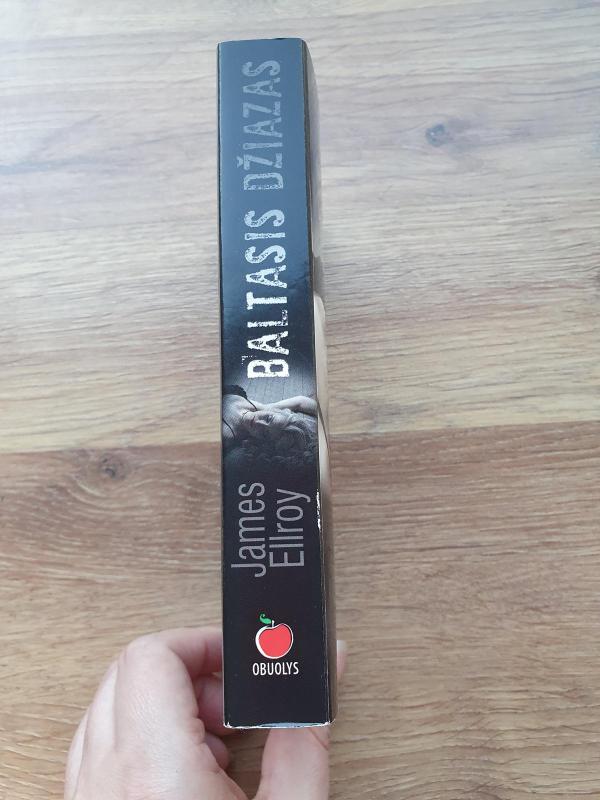 BALTASIS DŽIAZAS
James
Ellroy
OBUOLYS